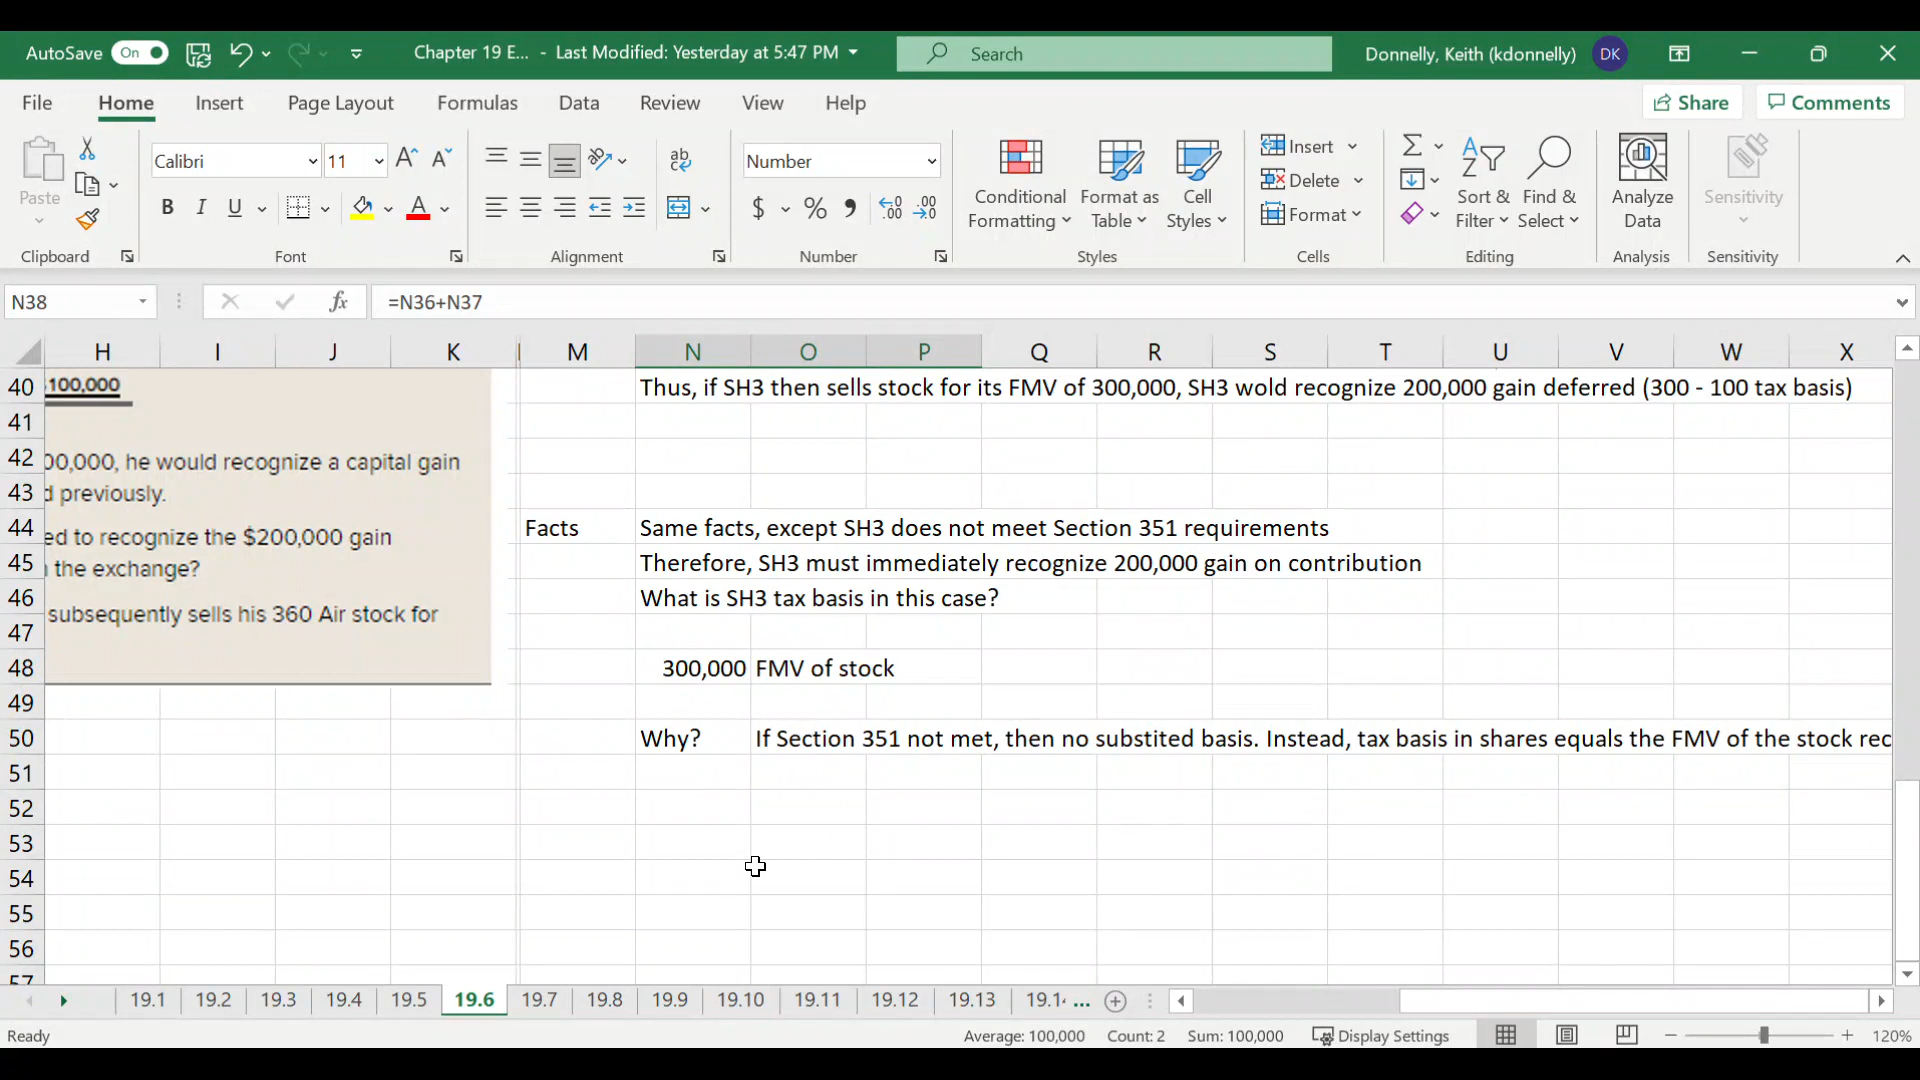 AutoSave On Chapter 19 E... - Last Modified: Yesterday at 5:47 PM Search Donnelly, Keith (kdonnelly) DK
File Home Insert Page Layout Formulas Data Review View Help Share Comments
Paste Calibri 11 A A ab Number Conditional Formatting Format as Table Cell Styles Insert Delete Format Sort & Filter Find & Select Analyze Data Sensitivity
B I U A $ % , .00
Clipboard Font Alignment Number Styles Cells Editing Analysis Sensitivity
N38 fx =N36+N37
H I J K M N O P Q R S T U V W X
40 100,000 Thus, if SH3 then sells stock for its FMV of 300,000, SH3 wold recognize 200,000 gain deferred (300 - 100 tax basis)
41
42 00,000, he would recognize a capital gain
43 d previously.
44 ed to recognize the $200,000 gain Facts Same facts, except SH3 does not meet Section 351 requirements
45 the exchange? Therefore, SH3 must immediately recognize 200,000 gain on contribution
46 subsequently sells his 360 Air stock for What is SH3 tax basis in this case?
47
48 300,000 FMV of stock
49
50 Why? If Section 351 not met, then no substited basis. Instead, tax basis in shares equals the FMV of the stock rec
51
52
53
54
55
56
57
19.1 19.2 19.3 19.4 19.5 19.6 19.7 19.8 19.9 19.10 19.11 19.12 19.13 19.1 ...
Ready Average: 100,000 Count: 2 Sum: 100,000 Display Settings 120%